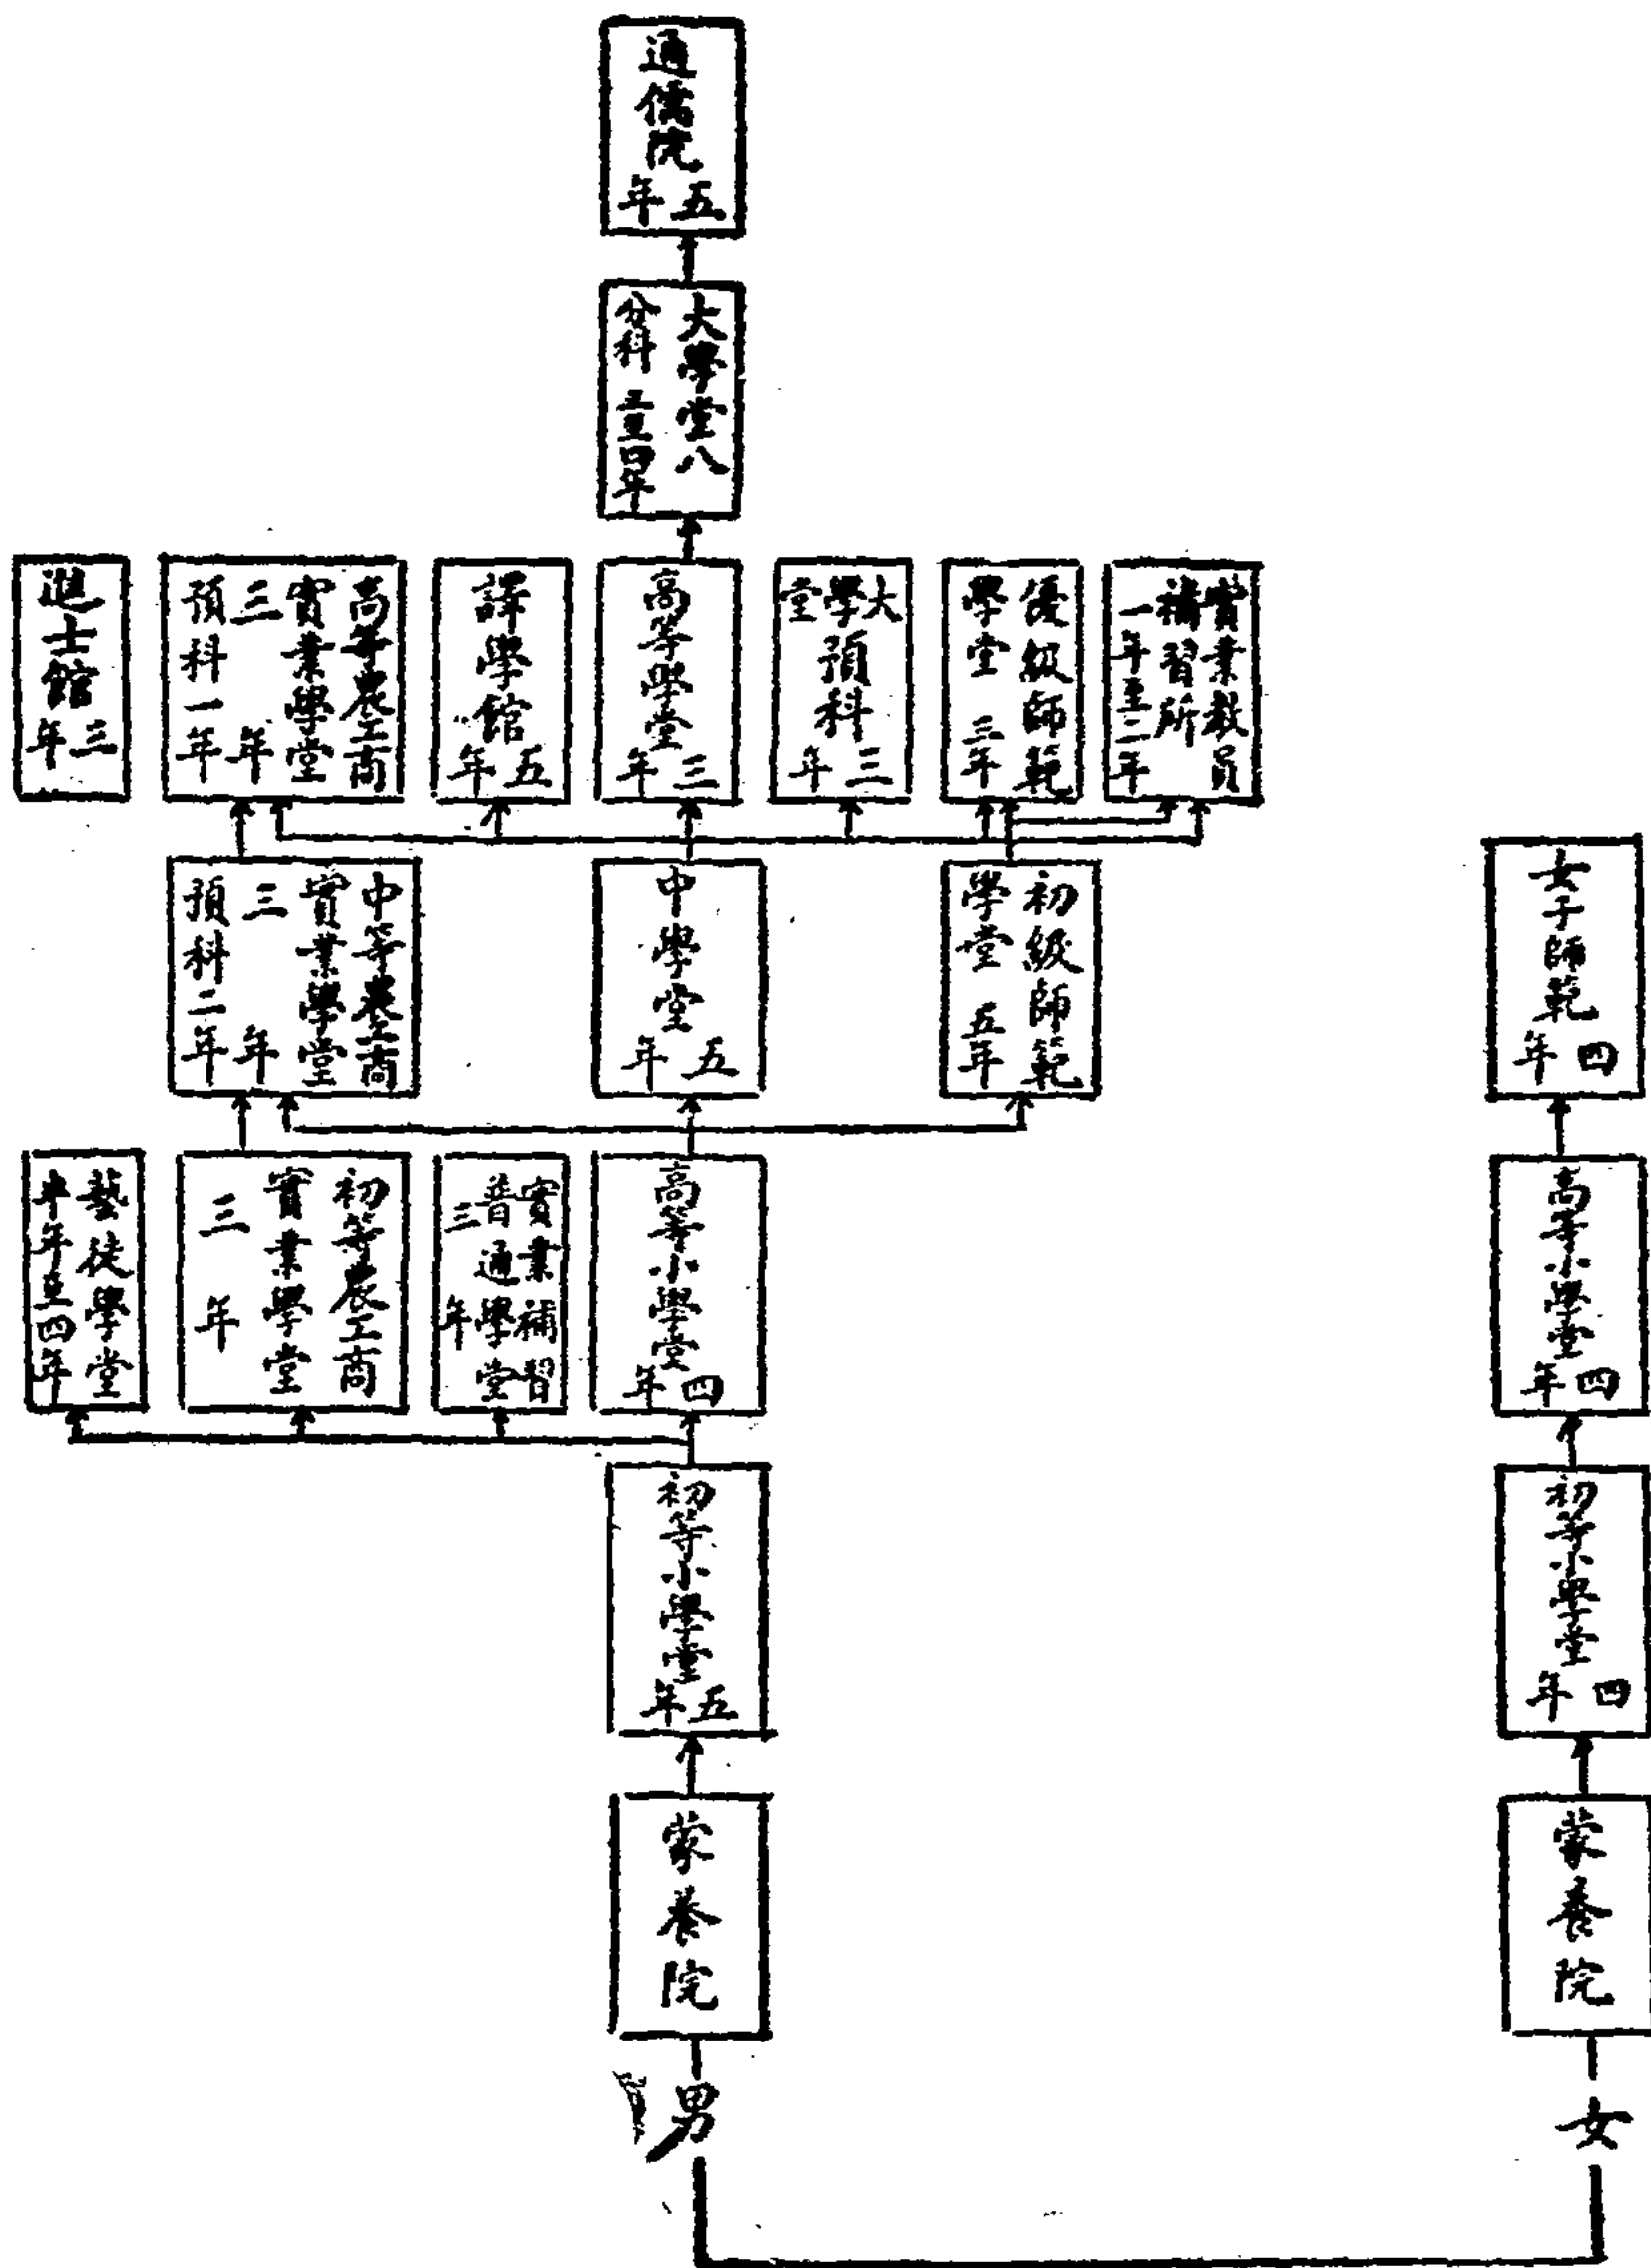 通儒院
五年
大學堂八
分科 三至四年
進士館
三年
高等農工商
實業學堂
三年
預科一年
譯學館
五年
高等學堂
三年
大學堂
預科
三年
優級師範
學堂 三年
實業教員
補習所
一年至二年
中等農工商
實業學堂
三年
預科二年
中學堂
五年
初級師範
學堂 五年
女子師範
四年
藝徒學堂
半年至四年
初等農工商
實業學堂
三年
實業補習
普通學堂
三年
高等小學堂
四年
高等小學堂
四年
初等小學堂
五年
初等小學堂
四年
蒙養院
蒙養院
男
女